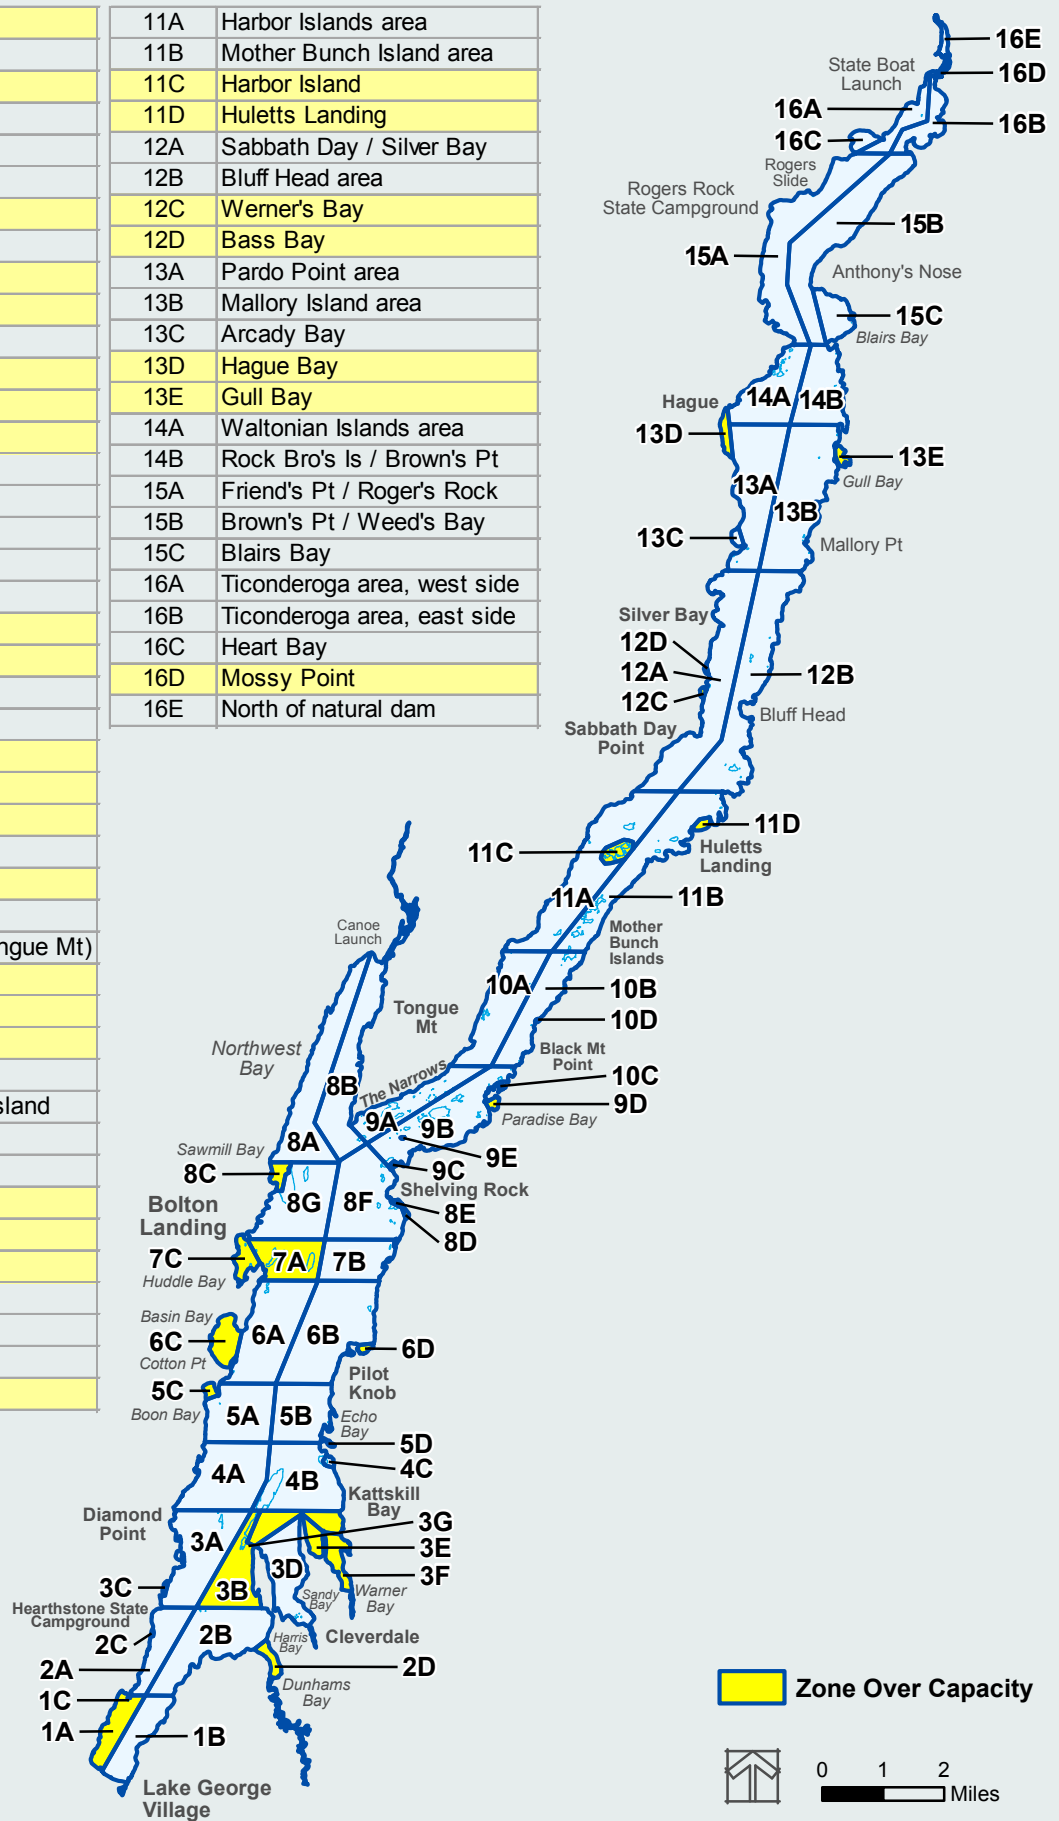 11A Harbor Islands area
11B Mother Bunch Island area
11C Harbor Island
11D Huletts Landing
12A Sabbath Day / Silver Bay
12B Bluff Head area
12C Werner's Bay
12D Bass Bay
13A Pardo Point area
13B Mallory Island area
13C Arcady Bay
13D Hague Bay
13E Gull Bay
14A Waltonian Islands area
14B Rock Bro's Is / Brown's Pt
15A Friend's Pt / Roger's Rock
15B Brown's Pt / Weed's Bay
15C Blairs Bay
16A Ticonderoga area, west side
16B Ticonderoga area, east side
16C Heart Bay
16D Mossy Point
16E North of natural dam
ngue Mt)
sland
16E
State Boat
Launch
16D
16A
16B
16C
Rogers
Slide
Rogers Rock
State Campground
15B
15A
Anthony's Nose
15C
Blairs Bay
14A
14B
Hague
13D
13E
Gull Bay
13A
13B
13C
Mallory Pt
Silver Bay
12D
12A
12B
12C
Bluff Head
Sabbath Day
Point
11D
Huletts
Landing
11C
11A
11B
Mother
Bunch
Islands
Canoe
Launch
10A
10B
Tongue
Mt
10D
Northwest
Bay
Black Mt
Point
The Narrows
10C
8B
9D
Paradise Bay
9A
9B
8A
Sawmill Bay
9E
8C
9C
Shelving Rock
8G
8F
8E
Bolton
Landing
8D
7C
7A
7B
Huddle Bay
Basin Bay
6C
6A
6B
6D
Cotton Pt
Pilot
Knob
5C
Boon Bay
5A
5B
Echo
Bay
5D
4C
4A
4B
Kattskill
Bay
Diamond
Point
3G
3A
3E
3D
3F
3C
3B
Sandy
Bay
Warner
Bay
Hearthstone State
Campground
2C
2B
Harris
Bay
Cleverdale
2A
2D
Dunhams
Bay
1C
1A
1B
Lake George
Village
Zone Over Capacity
0 1 2
Miles